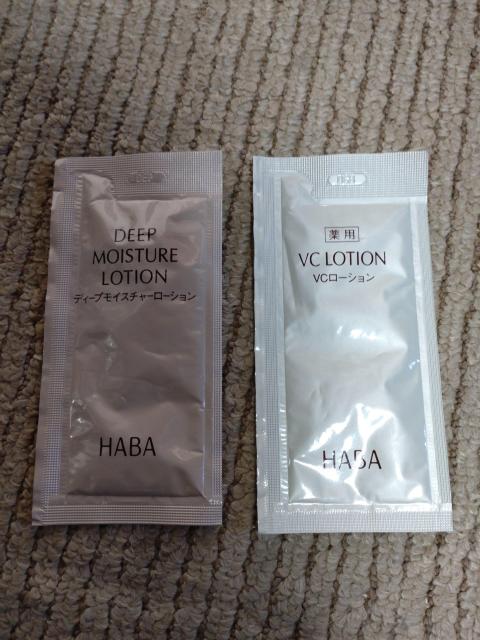 DEEP
MOISTURE
LOTION
ディープモイスチャーローション
HABA
薬用
VC LOTION
VCローション
HABA